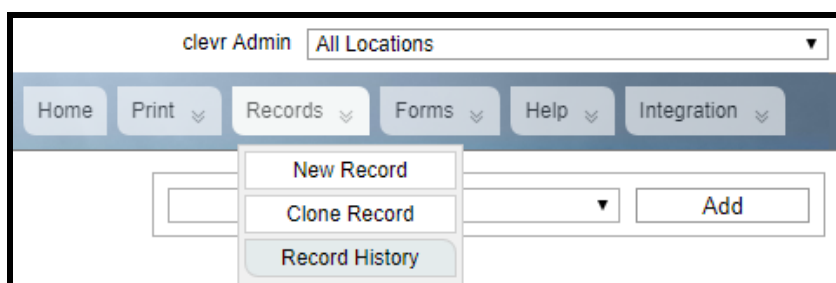 clevr Admin All Locations
Home Print Records Forms Help Integration
New Record
Clone Record Add
Record History